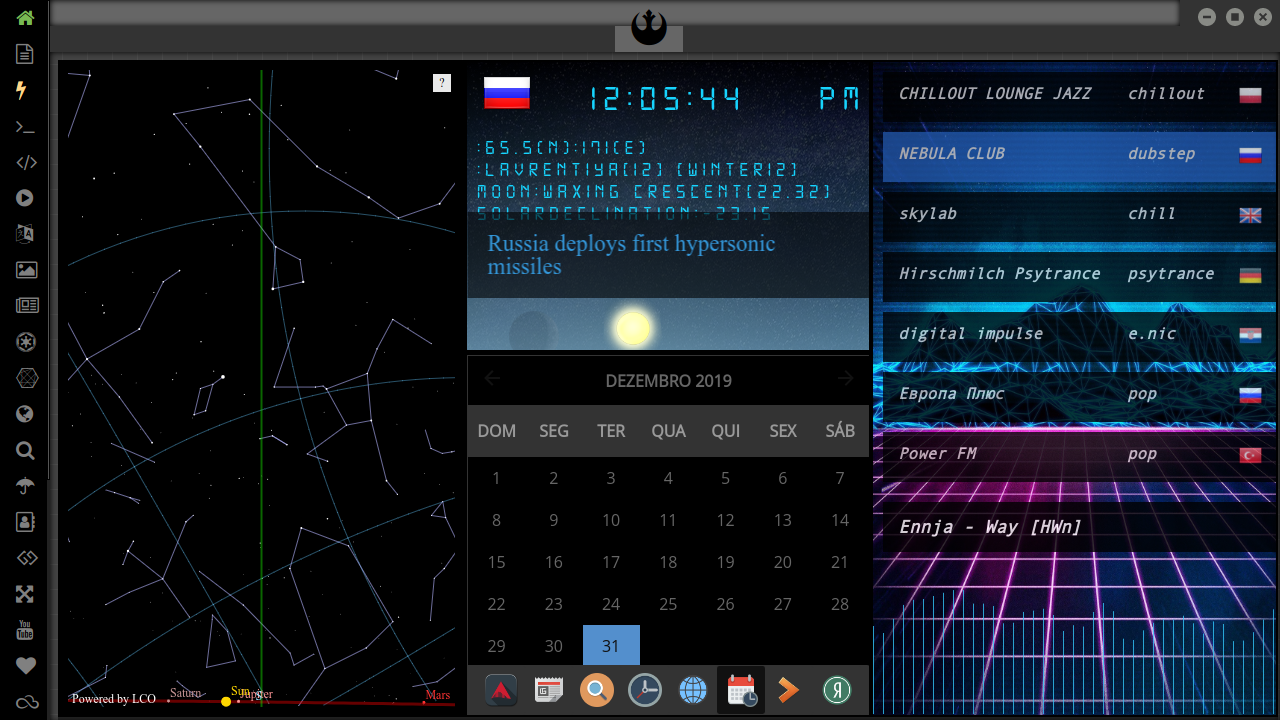 ?
Powered by LCO
Saturn
Sun
Jupiter
Mars
12:05:44 PM
:65.5(N):171(E)
:LAVRENTIYA(12) (WINTER12)
MOON:WAXING CRESCENT(22.32)
SOLARDECLINATION:-23.15
Russia deploys first hypersonic
missiles
DEZEMBRO 2019
DOM SEG TER QUA QUI SEX SÁB
1 2 3 4 5 6 7
8 9 10 11 12 13 14
15 16 17 18 19 20 21
22 23 24 25 26 27 28
29 30 31
CHILLOUT LOUNGE JAZZ chillout
NEBULA CLUB dubstep
skylab chill
Hirschmilch Psytrance psytrance
digital impulse e.nic
Европа Плюс pop
Power FM pop
Ennja - Way [HWn]
You
Tube
Я